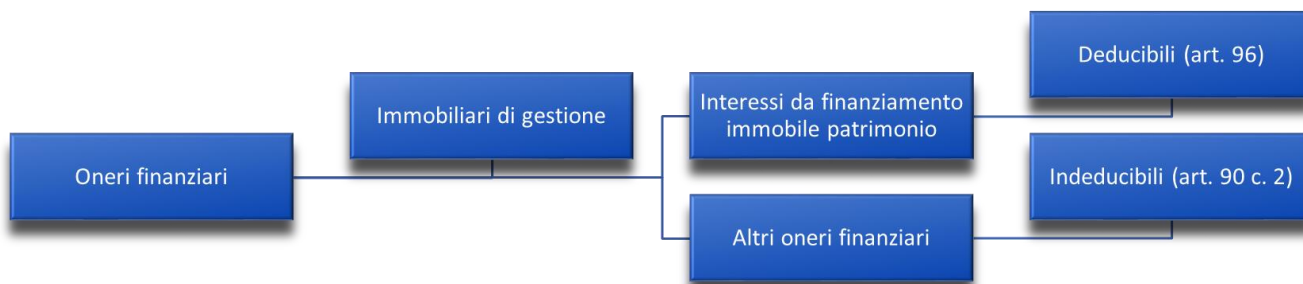 Oneri finanziari
Immobiliari di gestione
Interessi da finanziamento
immobile patrimonio
Deducibili (art. 96)
Altri oneri finanziari
Indeducibili (art. 90 c. 2)